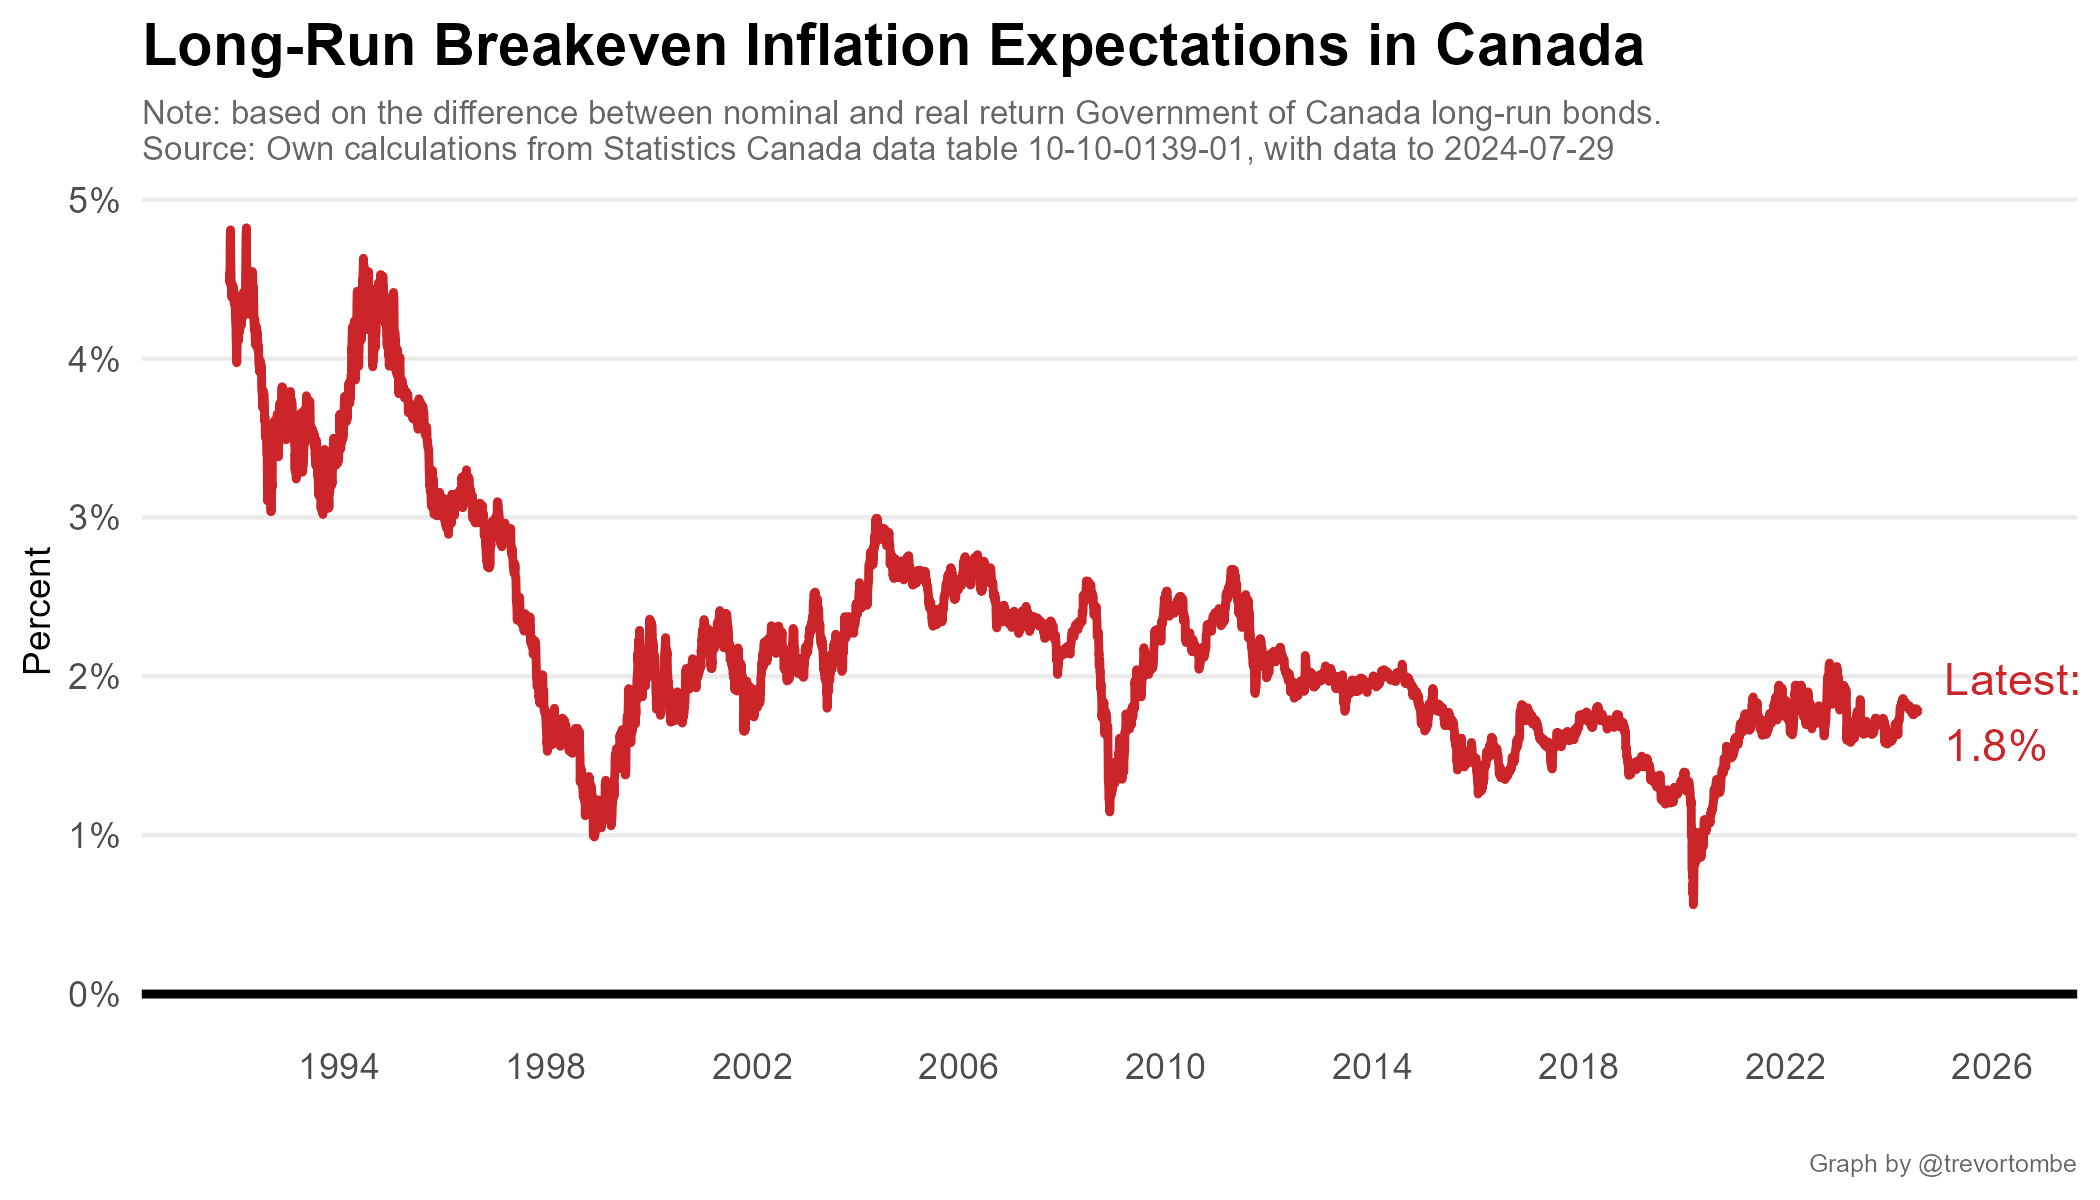 Long-Run Breakeven Inflation Expectations in Canada
Note: based on the difference between nominal and real return Government of Canada long-run bonds.
Source: Own calculations from Statistics Canada data table 10-10-0139-01, with data to 2024-07-29
5%
4%
3%
2%
1%
0%
Percent
Latest:
1.8%
1994
1998
2002
2006
2010
2014
2018
2022
2026
Graph by @trevortombe